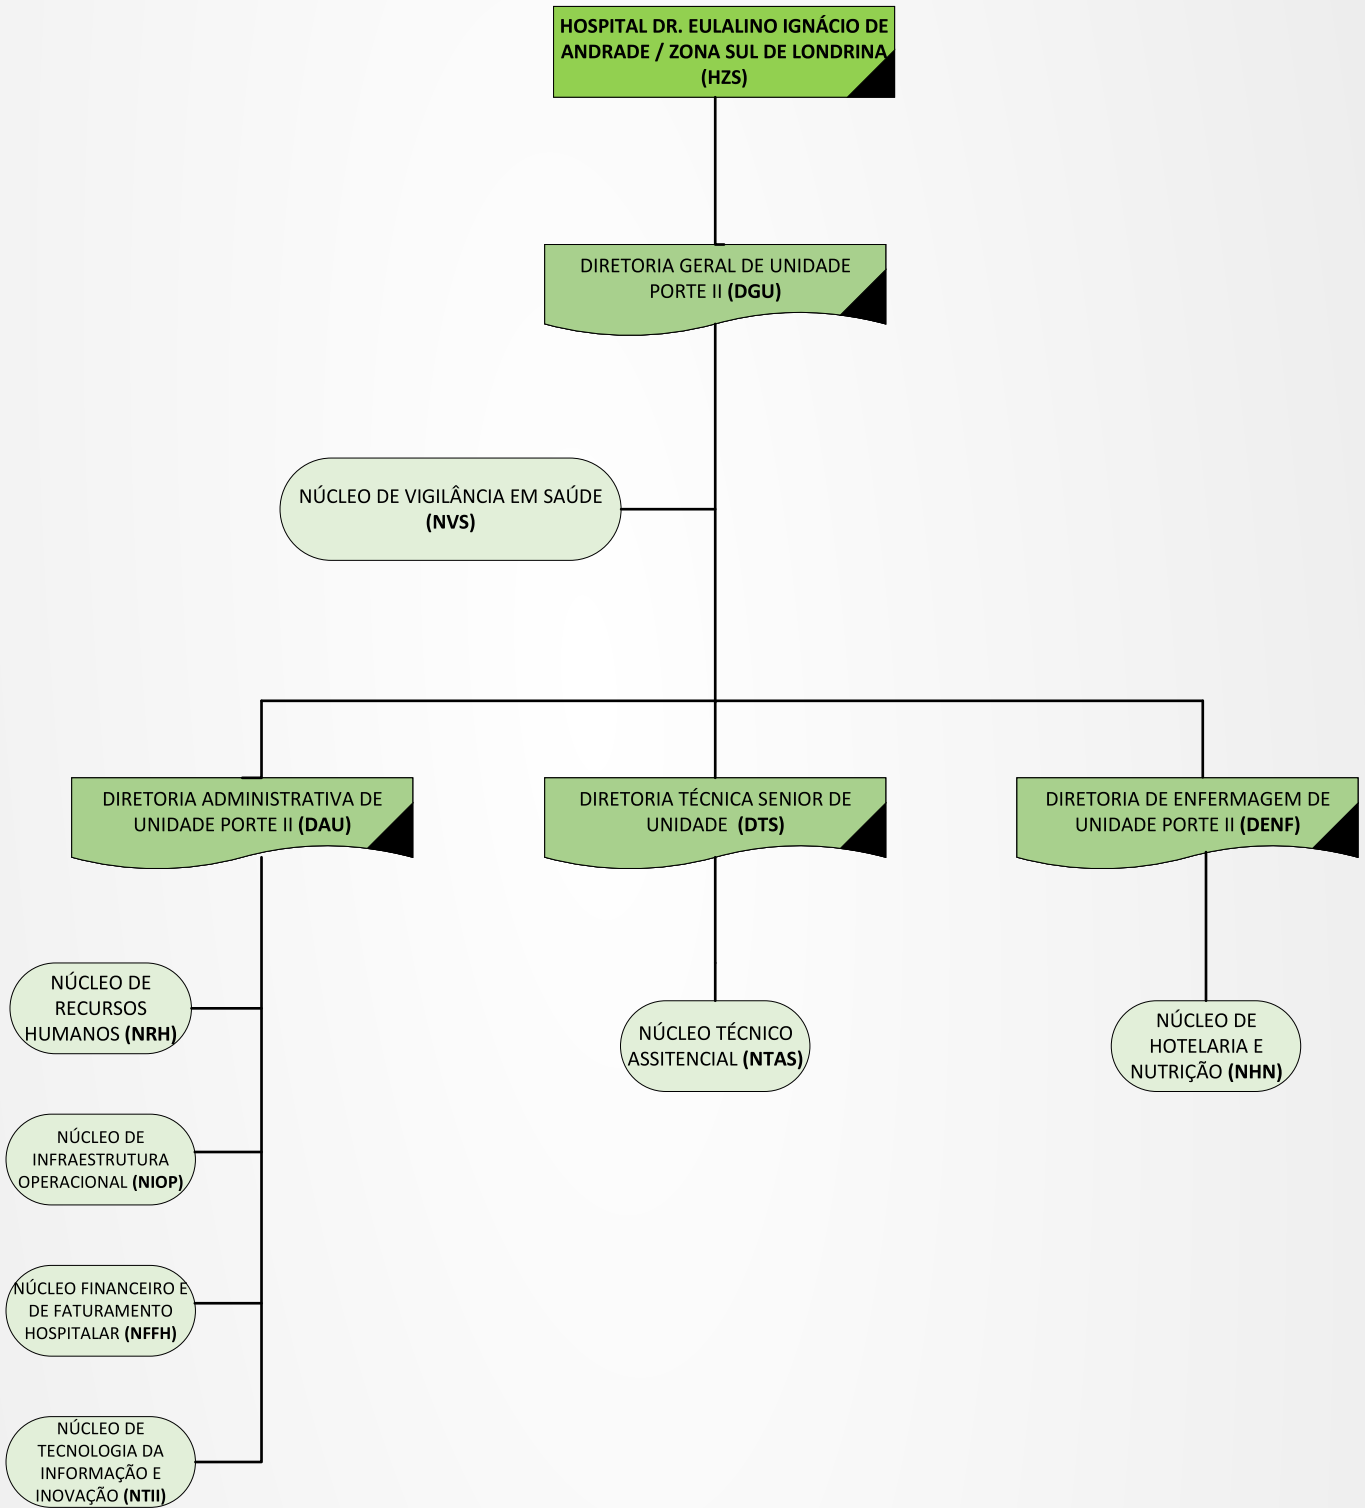 HOSPITAL DR. EULALINO IGNÁCIO DE
ANDRADE / ZONA SUL DE LONDRINA
(HZS)
DIRETORIA GERAL DE UNIDADE
PORTE II (DGU)
NÚCLEO DE VIGILÂNCIA EM SAÚDE
(NVS)
DIRETORIA ADMINISTRATIVA DE
UNIDADE PORTE II (DAU)
DIRETORIA TÉCNICA SENIOR DE
UNIDADE (DTS)
DIRETORIA DE ENFERMAGEM DE
UNIDADE PORTE II (DENF)
NÚCLEO DE
RECURSOS
HUMANOS (NRH)
NÚCLEO TÉCNICO
ASSITENCIAL (NTAS)
NÚCLEO DE
HOTELARIA E
NUTRIÇÃO (NHN)
NÚCLEO DE
INFRAESTRUTURA
OPERACIONAL (NIOP)
NÚCLEO FINANCEIRO E
DE FATURAMENTO
HOSPITALAR (NFFH)
NÚCLEO DE
TECNOLOGIA DA
INFORMAÇÃO E
INOVAÇÃO (NTII)